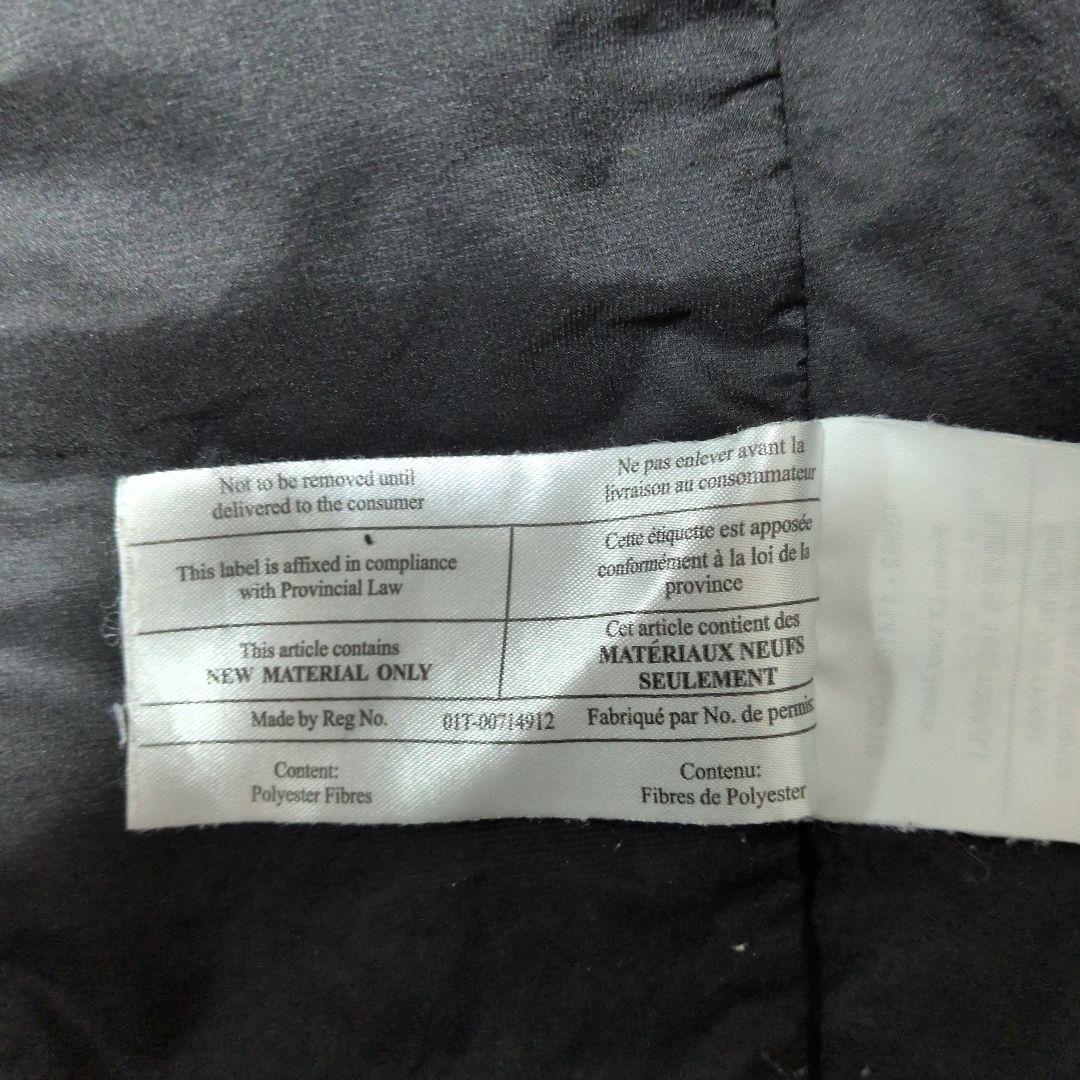 Not to be removed until
delivered to the consumer
Ne pas enlever avant la
livraison au consommateur
This label is affixed in compliance
with Provincial Law
Cette étiquette est apposée
conformément à la loi de la
province
This article contains
NEW MATERIAL ONLY
Cet article contient des
MATÉRIAUX NEUFS
SEULEMENT
Made by Reg No. 01T-00714912 Fabriqué par No. de permis
Content:
Polyester Fibres
Contenu:
Fibres de Polyester